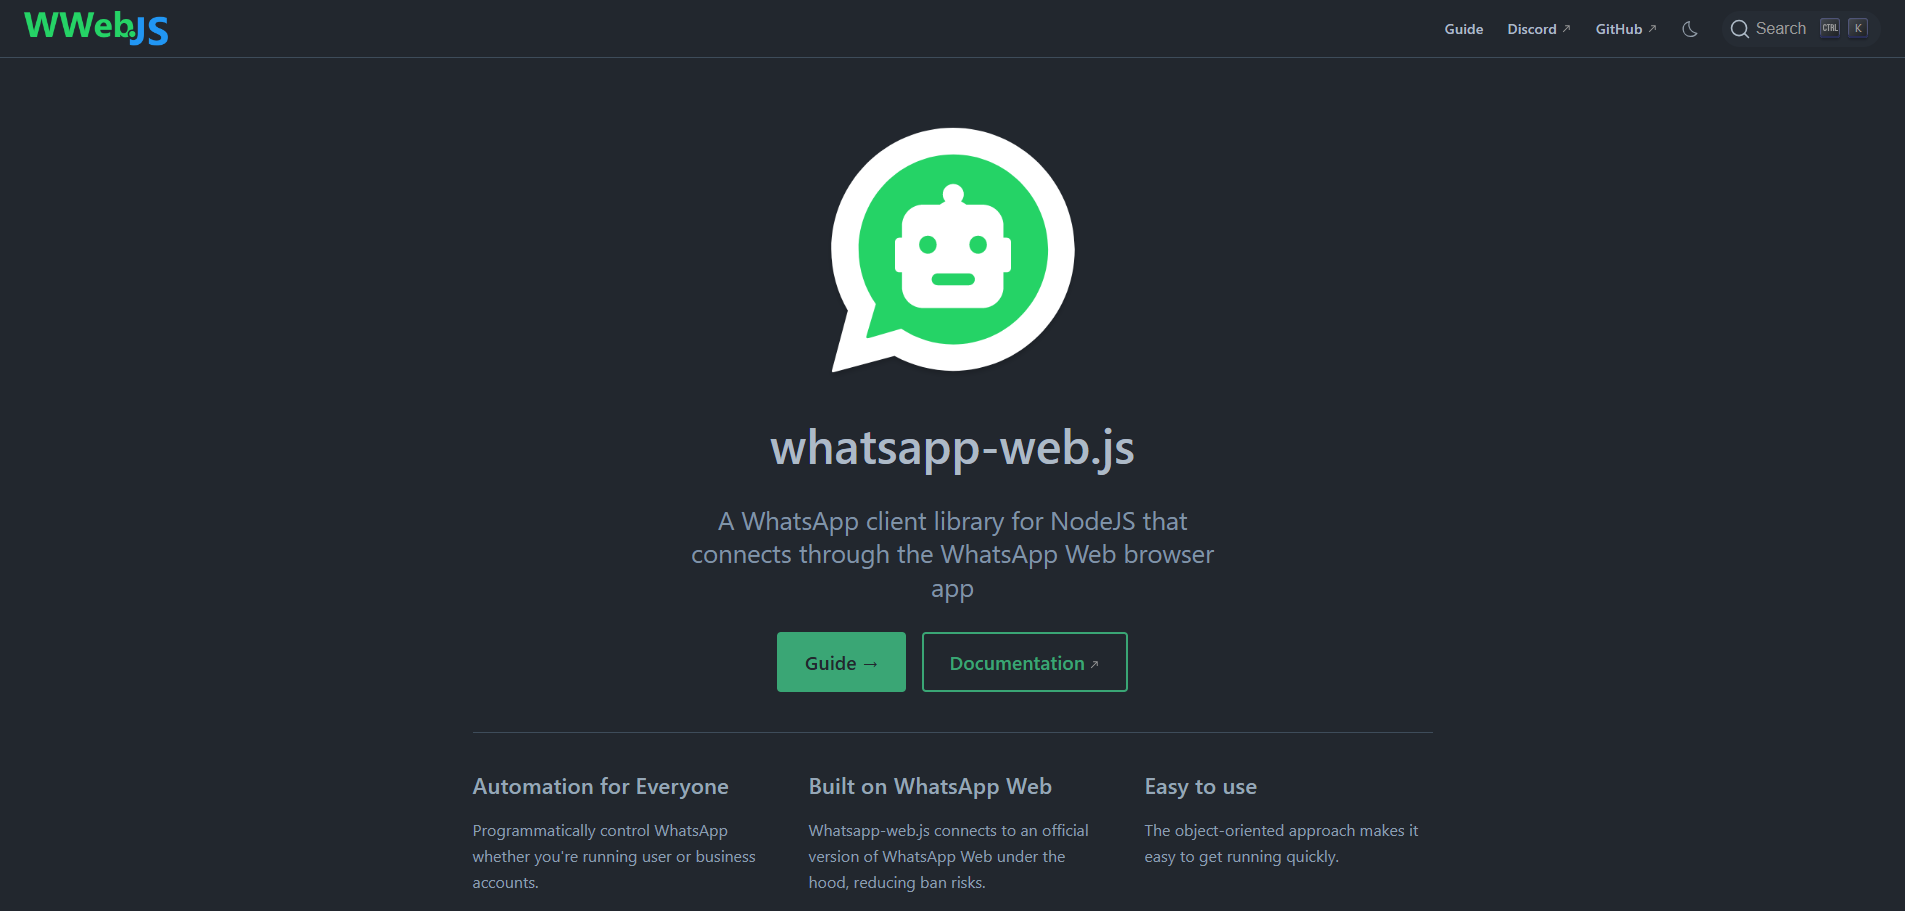 WWeb.JS
Guide Discord GitHub Search CTRL K
whatsapp-web.js
A WhatsApp client library for NodeJS that
connects through the WhatsApp Web browser
app
Guide → Documentation
Automation for Everyone
Programmatically control WhatsApp
whether you're running user or business
accounts.
Built on WhatsApp Web
Whatsapp-web.js connects to an official
version of WhatsApp Web under the
hood, reducing ban risks.
Easy to use
The object-oriented approach makes it
easy to get running quickly.